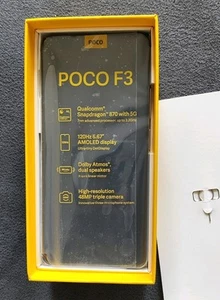 POCO
POCO F3
Qualcomm®
Snapdragon™ 870 with 5G
120Hz 6.67"
AMOLED display
Dolby Atmos®,
dual speakers
High-resolution
48MP triple camera